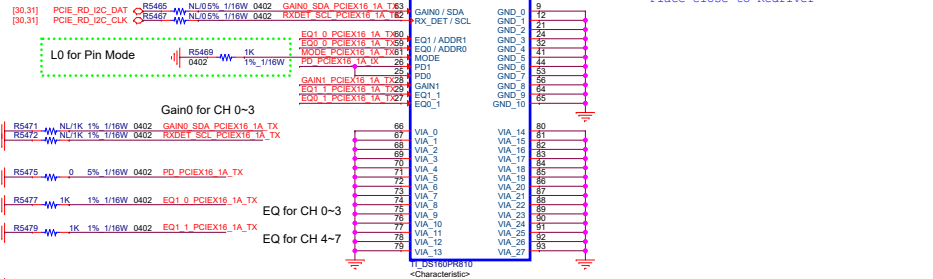 Place close to Redriver
[30,31] PCIE_RD_I2C_DAT R5465 NL/0 5% 1/16W 0402 GAIN0_SDA_PCIEX16_1A_TX 63 GAIN0 / SDA GND_0 9
[30,31] PCIE_RD_I2C_CLK R5467 NL/0 5% 1/16W 0402 RXDET_SCL_PCIEX16_1A_TX 62 RX_DET / SCL GND_1 12
GND_2 21
EQ1_0_PCIEX16_1A_TX 60 EQ1 / ADDR1 GND_3 24
EQ0_0_PCIEX16_1A_TX 59 EQ0 / ADDR0 GND_4 32
L0 for Pin Mode R5469 1K 0402 1%_1/16W MODE_PCIEX16_1A_TX 61 MODE GND_5 41
PD_PCIEX16_1A_TX 26 PD1 GND_6 44
25 PD0 GND_7 53
GAIN1_PCIEX16_1A_TX 28 GAIN1 GND_8 56
EQ1_1_PCIEX16_1A_TX 29 EQ1_1 GND_9 64
EQ0_1_PCIEX16_1A_TX 27 EQ0_1 GND_10 65
Gain0 for CH 0~3
R5471 NL/1K 1% 1/16W 0402 GAIN0_SDA_PCIEX16_1A_TX 66 VIA_0 VIA_14 80
R5472 NL/1K 1% 1/16W 0402 RXDET_SCL_PCIEX16_1A_TX 67 VIA_1 VIA_15 81
68 VIA_2 VIA_16 82
69 VIA_3 VIA_17 83
70 VIA_4 VIA_18 84
R5475 0 5% 1/16W 0402 PD_PCIEX16_1A_TX 71 VIA_5 VIA_19 85
72 VIA_6 VIA_20 86
73 VIA_7 VIA_21 87
R5477 1K 1% 1/16W 0402 EQ1_0_PCIEX16_1A_TX 74 VIA_8 VIA_22 88
EQ for CH 0~3 75 VIA_9 VIA_23 89
76 VIA_10 VIA_24 90
R5479 1K 1% 1/16W 0402 EQ1_1_PCIEX16_1A_TX 77 VIA_11 VIA_25 91
EQ for CH 4~7 78 VIA_12 VIA_26 92
79 VIA_13 VIA_27 93
TI_DS160PR810
<Characteristic>